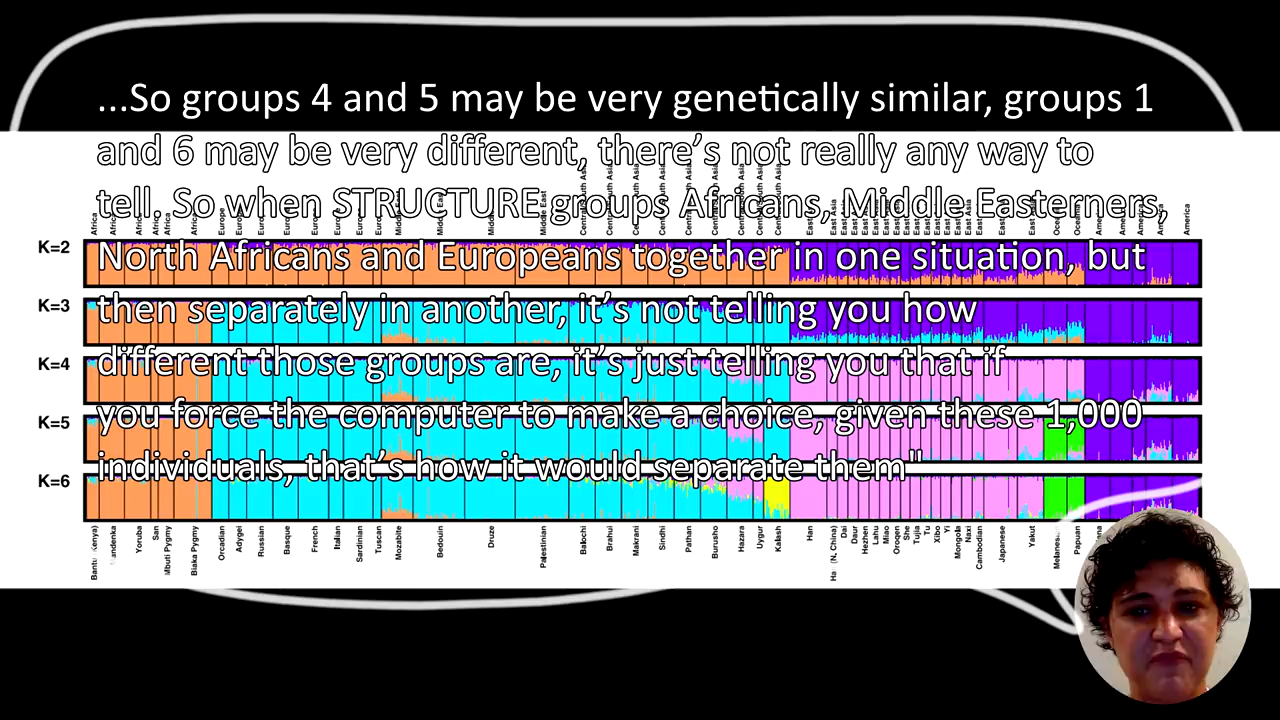 ...So groups 4 and 5 may be very genetically similar, groups 1
and 6 may be very different, there's not really any way to
tell. So when STRUCTURE groups Africans, Middle Easterners,
North Africans and Europeans together in one situation, but
then separately in another, it's not telling you how
different those groups are, it's just telling you that if
you force the computer to make a choice, given these 1,000
individuals, that's how it would separate them"
K=2
K=3
K=4
K=5
K=6
Africa
Europe
Middle East
America
Yoruba
San
Mbuti Pygmy
Biaka Pygmy
Orcadian
Adygei
Russian
Basque
French
Italian
Sardinian
Tuscan
Mozabite
Bedouin
Druze
Palestinian
Balochi
Brahui
Makrani
Sindhi
Pathan
Burusho
Hazara
Uygur
Kalash
Han
Dai
Daur
Hezhen
Lahu
Miao
Oroqen
She
Tujia
Tu
Xibo
Yi
Mongola
Naxi
Cambodian
Japanese
Yakut
Papuan